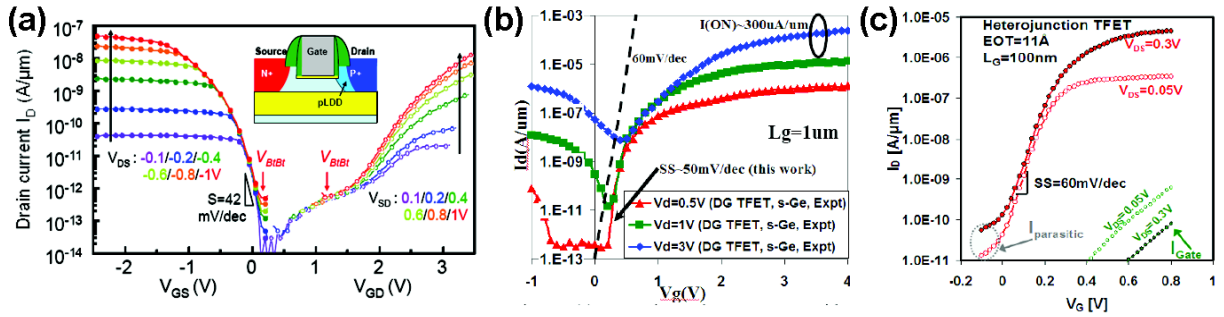 (a)
10⁻⁷
10⁻⁸
10⁻⁹
10⁻¹⁰
10⁻¹¹
10⁻¹²
10⁻¹³
10⁻¹⁴
Drain current I_D (A/μm)
Source
Gate
Drain
N+
P+
pLDD
V_DS : -0.1/-0.2/-0.4
-0.6/-0.8/-1V
V_BtBt
V_BtBt
S=42
mV/dec
V_SD : 0.1/0.2/0.4
0.6/0.8/1V
-2
-1
0
1
2
3
V_GS (V)
V_GD (V)
(b)
1.E-03
1.E-05
1.E-07
1.E-09
1.E-11
1.E-13
Id(A/um)
I(ON)~300uA/um
60mV/dec
Lg=1um
SS~50mV/dec (this work)
Vd=0.5V (DG TFET, s-Ge, Expt)
Vd=1V (DG TFET, s-Ge, Expt)
Vd=3V (DG TFET, s-Ge, Expt)
-1
0
1
2
3
4
Vg(V)
(c)
1.0E-05
1.0E-06
1.0E-07
1.0E-08
1.0E-09
1.0E-10
1.0E-11
I_D [A/μm]
Heterojunction TFET
EOT=11Å
L_G=100nm
V_DS=0.3V
V_DS=0.05V
SS=60mV/dec
I_parasitic
V_DS=0.05V
V_DS=0.3V
I_Gate
-0.2
0
0.2
0.4
0.6
0.8
1
V_G [V]